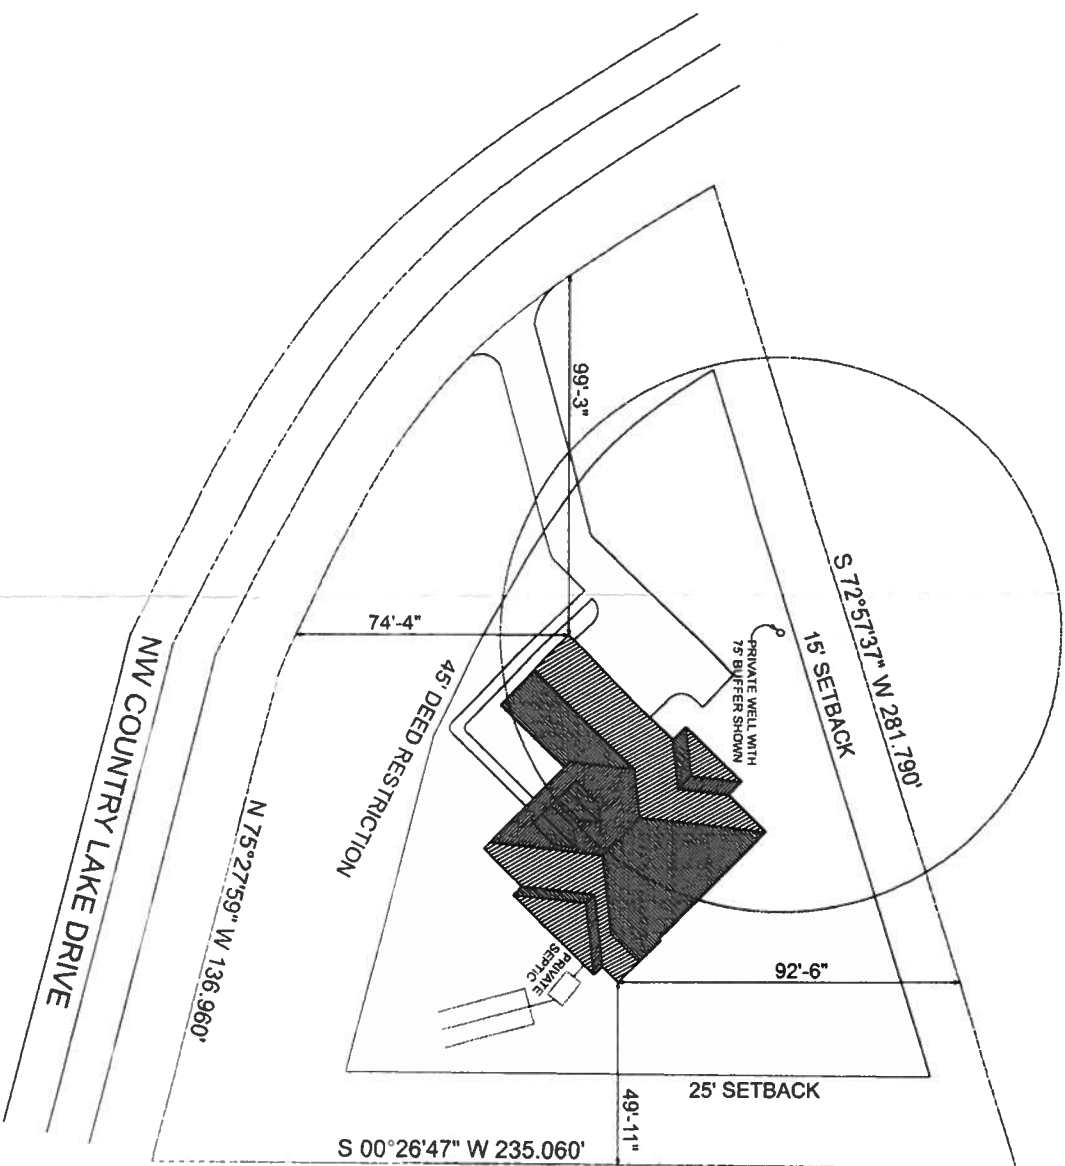 99'-3"
S 72°57'37" W 281.790'
15' SETBACK
PRIVATE WELL WITH
75' BUFFER SHOWN
74'-4"
45' DEED RESTRICTION
NW COUNTRY LAKE DRIVE
N 75°27'59" W 136.960'
PRIVATE
SEPTIC
92'-6"
25' SETBACK
49'-11"
S 00°26'47" W 235.060'